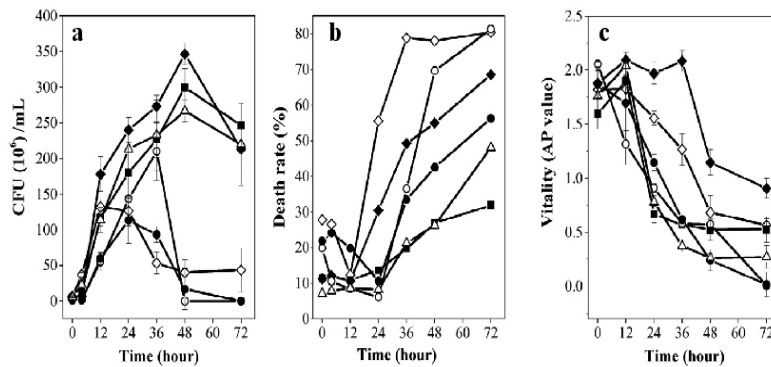 a
CFU (10⁶) /mL
400
350
300
250
200
150
100
50
0
0 12 24 36 48 72
Time (hour)
b
Death rate (%)
80
70
60
50
40
30
20
10
0
0 12 24 36 48 72
Time (hour)
c
Vitality (AP value)
2.5
2.0
1.5
1.0
0.5
0.0
0 12 24 36 48 72
Time (hour)